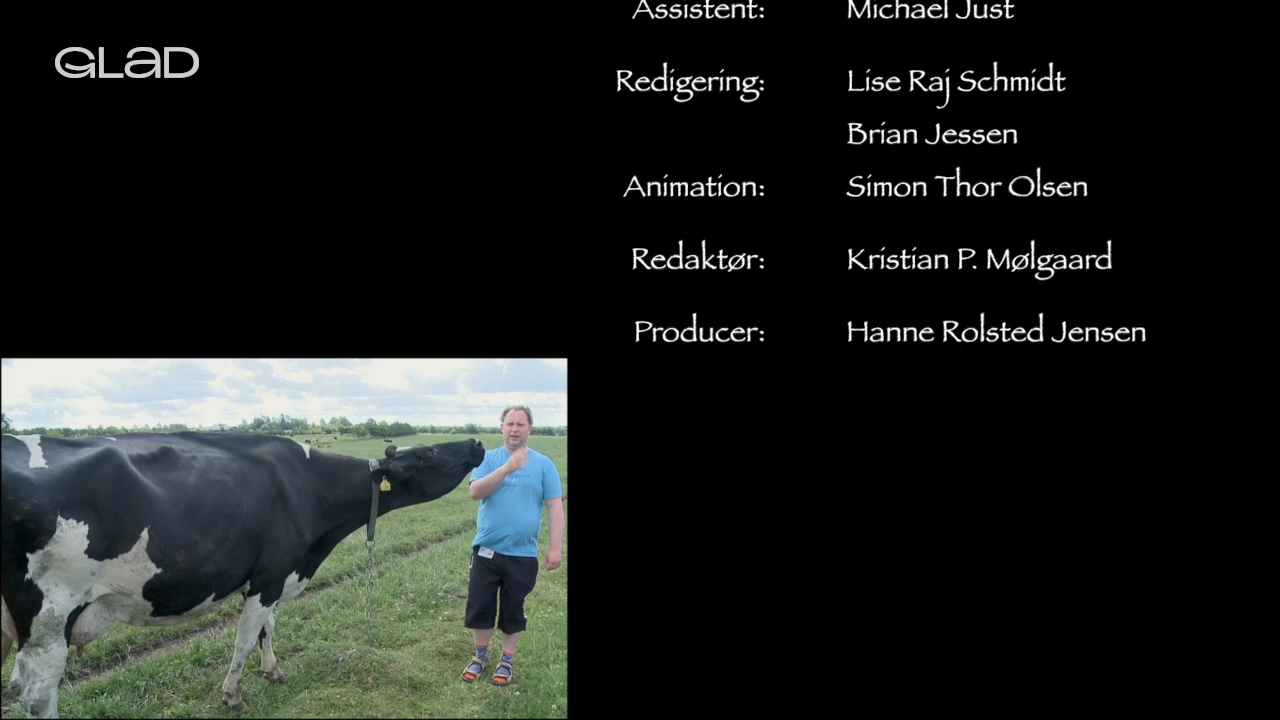 GLAD
Assistent: Michael Just
Redigering: Lise Raj Schmidt
Brian Jessen
Animation: Simon Thor Olsen
Redaktør: Kristian P. Mølgaard
Producer: Hanne Rolsted Jensen